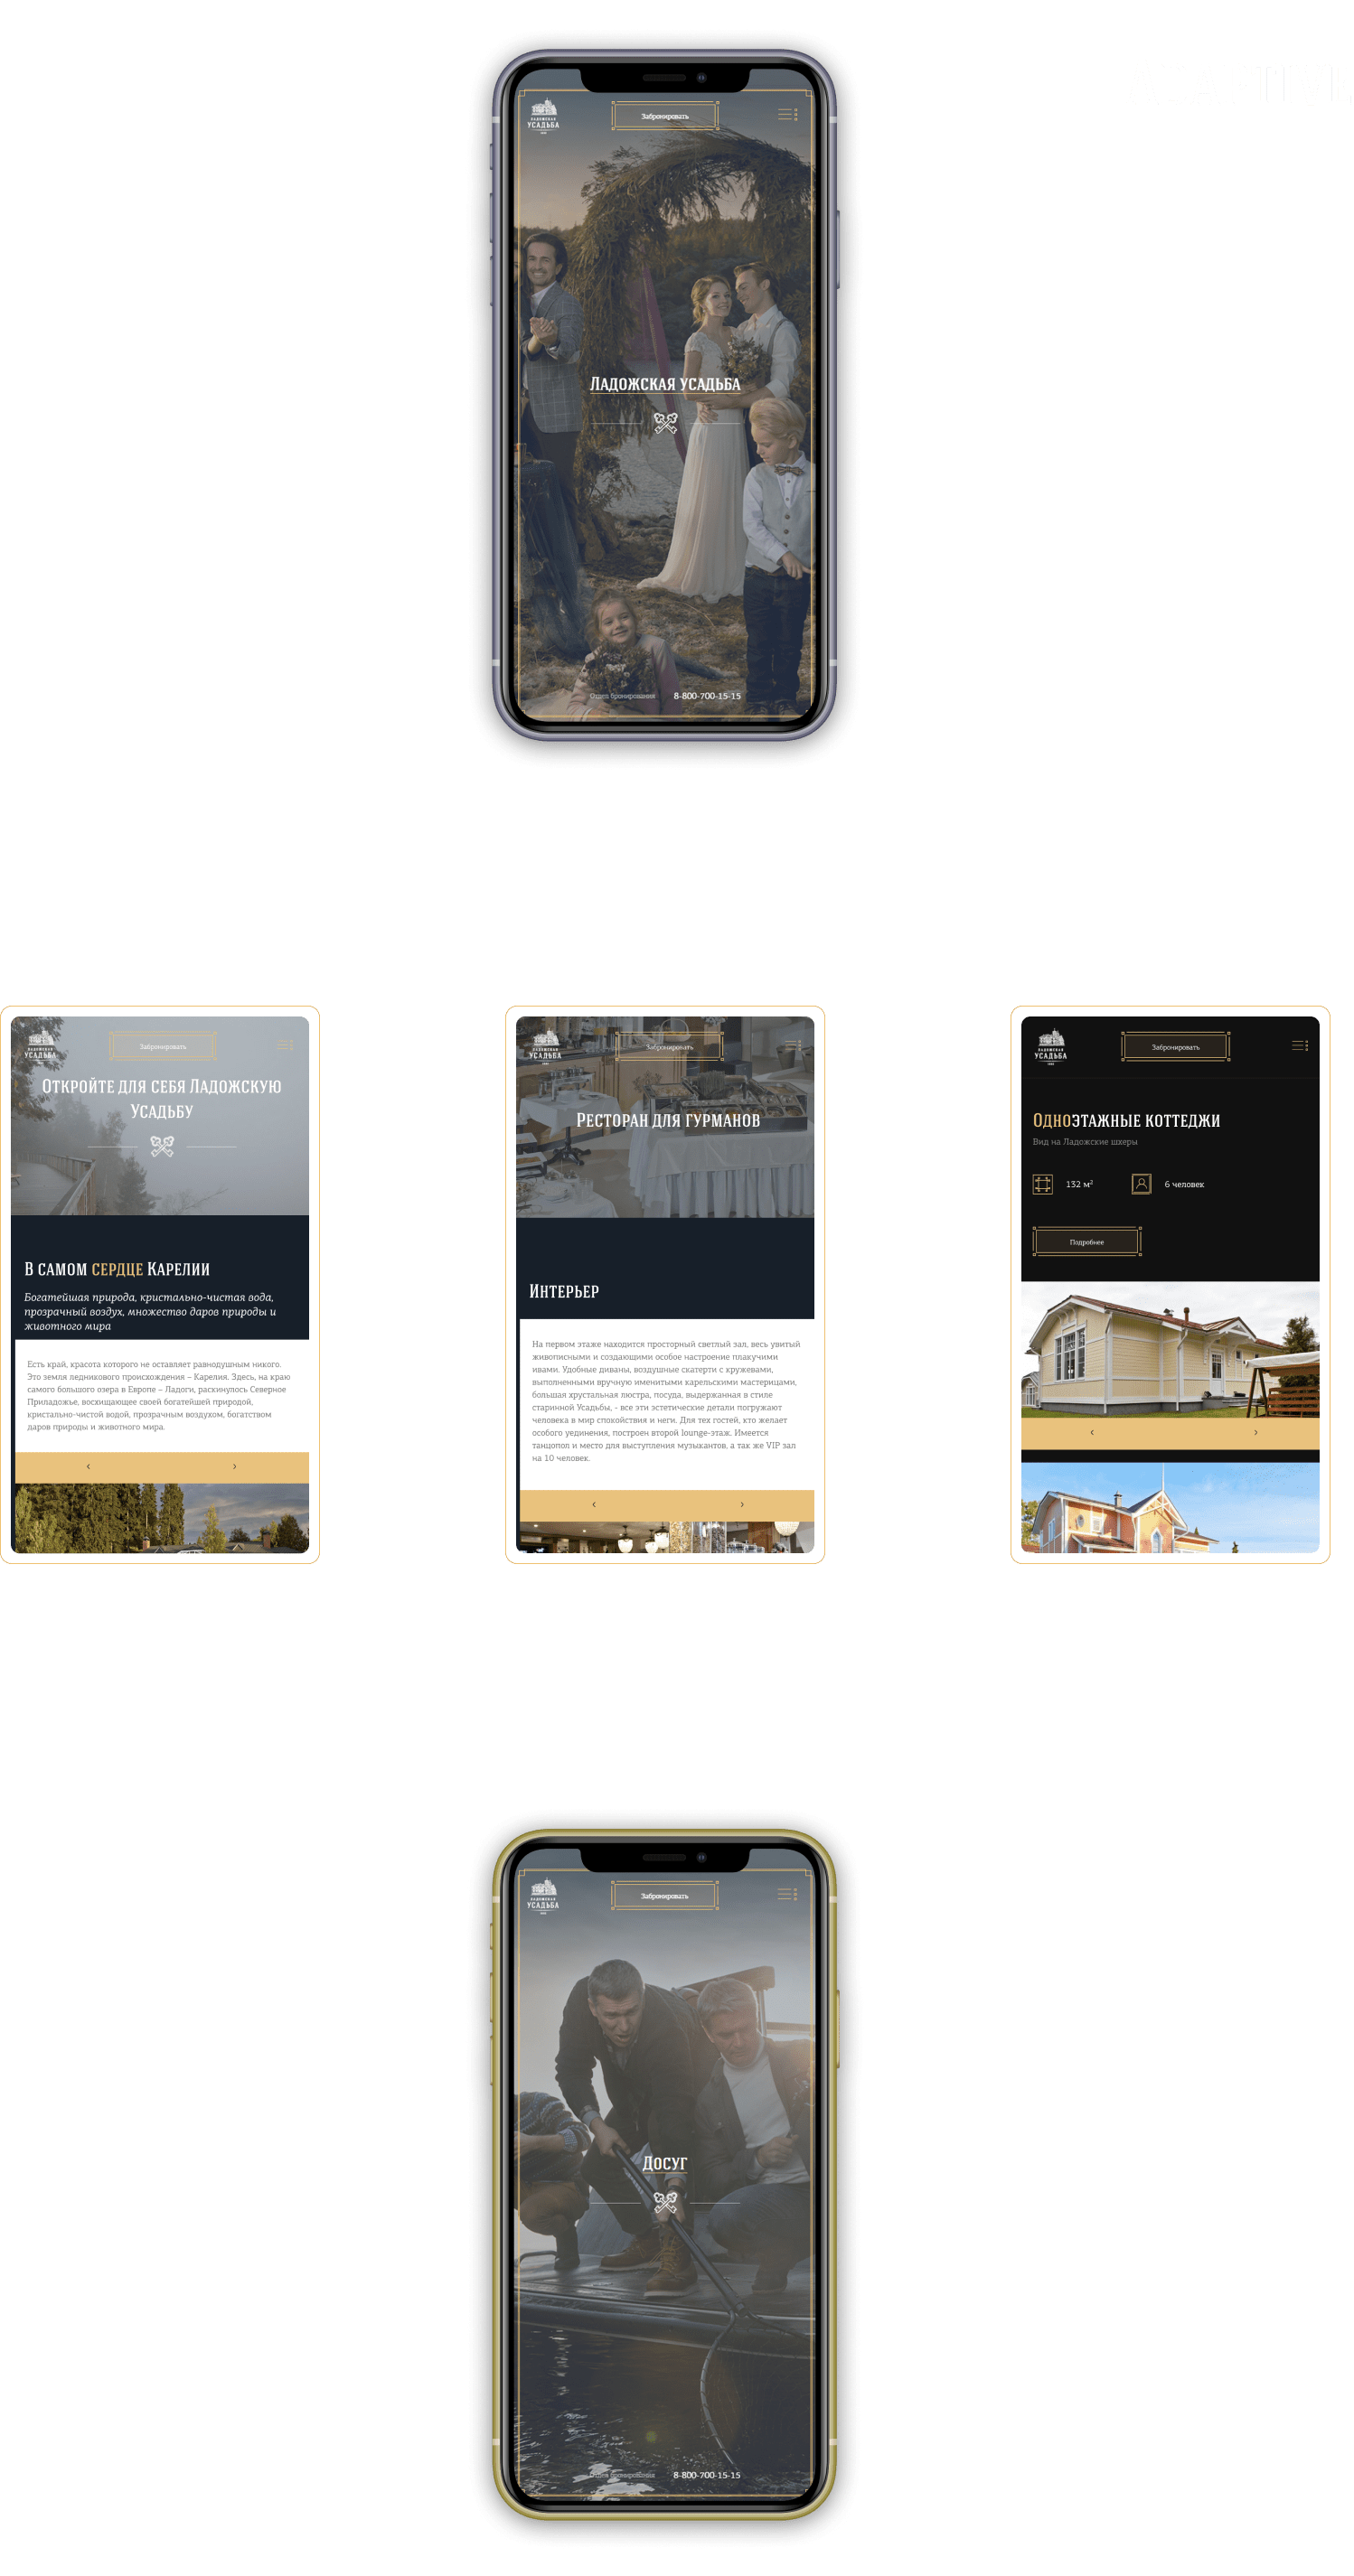 ЛАДОЖСКАЯ
УСАДЬБА
Забронировать
Ладожская усадьба
Отдел бронирования 8-800-700-15-15
ЛАДОЖСКАЯ
УСАДЬБА
Забронировать
Откройте для себя Ладожскую
Усадьбу
В самом сердце Карелии
Богатейшая природа, кристально-чистая вода,
прозрачный воздух, множество даров природы и
животного мира
Есть край, красота которого не оставляет равнодушным никого.
Это земля ледникового происхождения – Карелия. Здесь, на краю
самого большого озера в Европе – Ладоги, раскинулось Северное
Приладожье, восхищающее своей богатейшей природой,
кристально-чистой водой, прозрачным воздухом, богатством
даров природы и животного мира.
ЛАДОЖСКАЯ
УСАДЬБА
Забронировать
Ресторан для гурманов
Интерьер
На первом этаже находится просторный светлый зал, весь увитый
живописными и создающими особое настроение плакучими
ивами. Удобные диваны, воздушные скатерти с кружевами,
выполненными вручную именитыми карельскими мастерицами,
большая хрустальная люстра, посуда, выдержанная в стиле
старинной Усадьбы, - все эти эстетические детали погружают
человека в мир спокойствия и неги. Для тех гостей, кто желает
особого уединения, построен второй lounge-этаж. Имеется
танцпол и место для выступления музыкантов, а так же VIP зал
на 10 человек.
ЛАДОЖСКАЯ
УСАДЬБА
Забронировать
Одноэтажные коттеджи
Вид на Ладожские шхеры
132 м² 6 человек
Подробнее
ЛАДОЖСКАЯ
УСАДЬБА
Забронировать
Досуг
Отдел бронирования 8-800-700-15-15